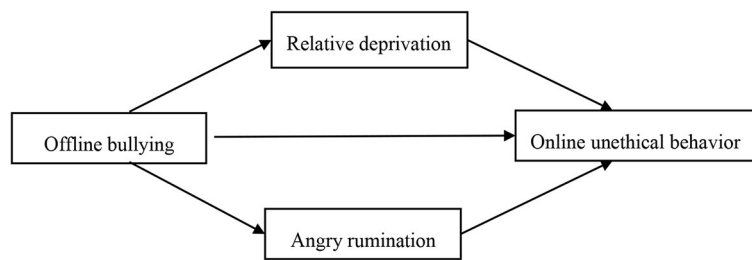 Relative deprivation
Offline bullying
Online unethical behavior
Angry rumination